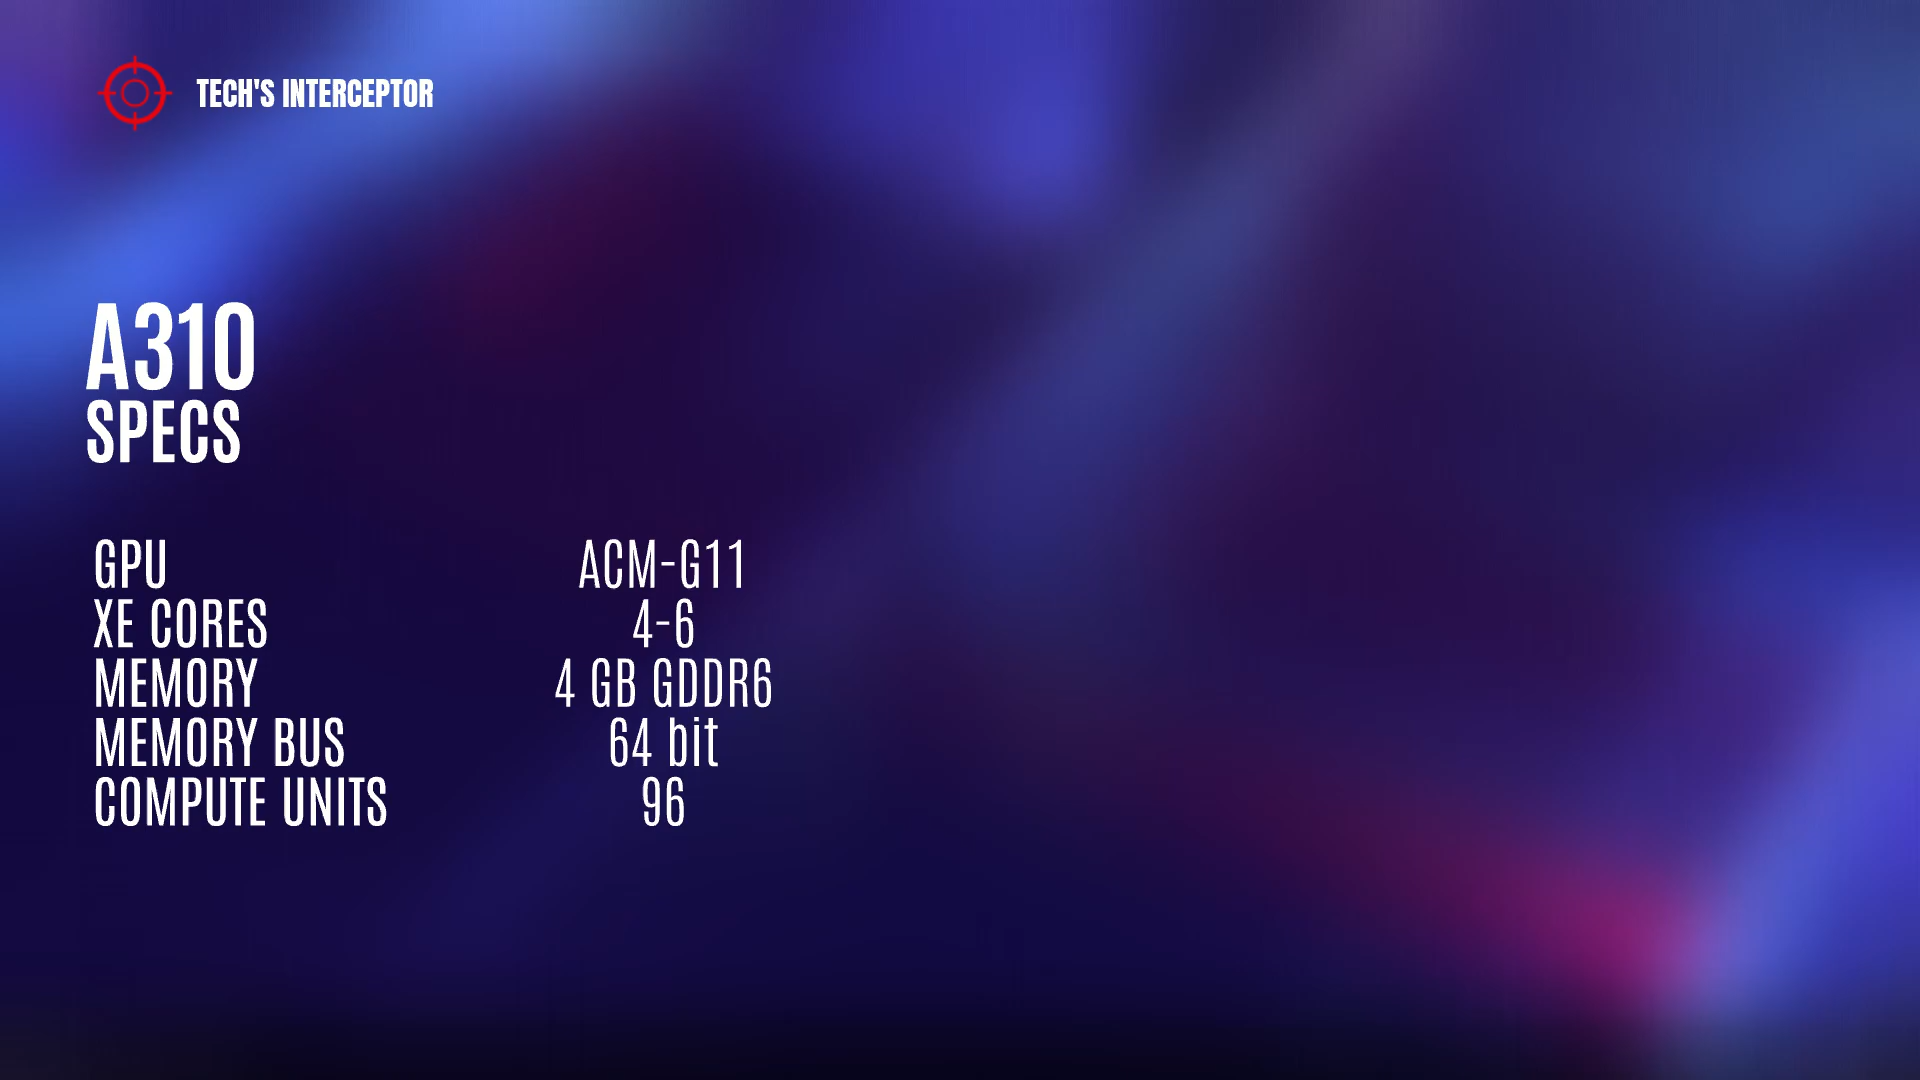 TECH'S INTERCEPTOR
A310
SPECS
GPU ACM-G11
XE CORES 4-6
MEMORY 4 GB GDDR6
MEMORY BUS 64 bit
COMPUTE UNITS 96